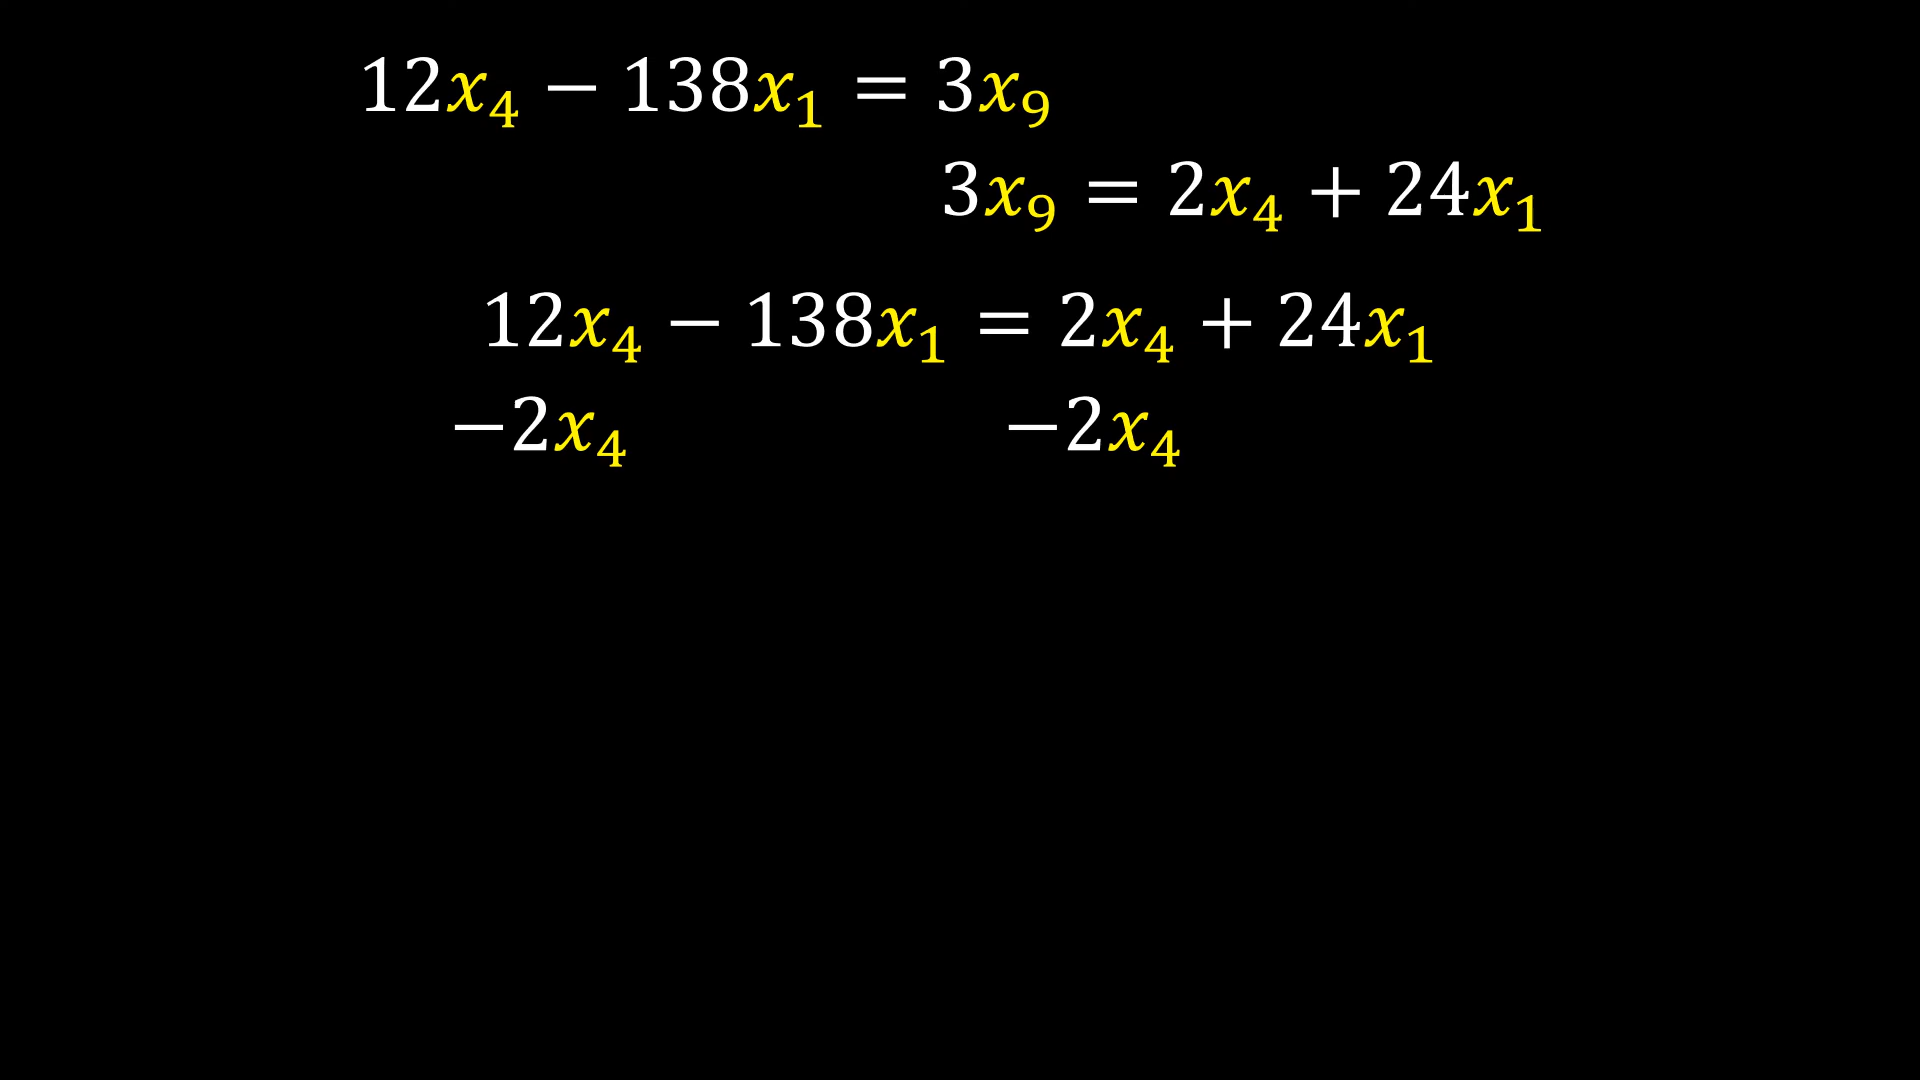 12x₄ − 138x₁ = 3x₉
3x₉ = 2x₄ + 24x₁
12x₄ − 138x₁ = 2x₄ + 24x₁
−2x₄ −2x₄